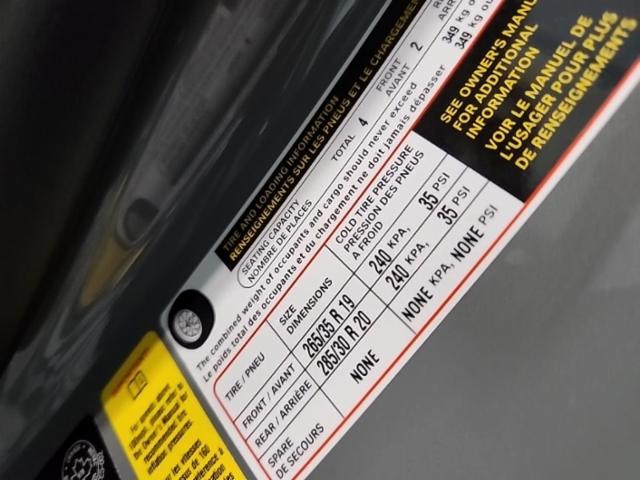 TIRE AND LOADING INFORMATION
RENSEIGNEMENTS SUR LES PNEUS ET LE CHARGEMENT
SEATING CAPACITY
NOMBRE DE PLACES
TOTAL 4
FRONT
AVANT 2
The combined weight of occupants and cargo should never exceed 349 kg
Le poids total des occupants et du chargement ne doit jamais dépasser 349 kg
TIRE / PNEU
SIZE
DIMENSIONS
COLD TIRE PRESSURE
PRESSION DES PNEUS
A FROID
FRONT / AVANT 265/35 R 19 240 KPA, 35 PSI
REAR / ARRIÈRE 285/30 R 20 240 KPA, 35 PSI
SPARE
DE SECOURS
NONE NONE KPA, NONE PSI
SEE OWNER'S MANU
FOR ADDITIONAL
INFORMATION
VOIR LE MANUEL DE
L'USAGER POUR PLUS
DE RENSEIGNEMENTS